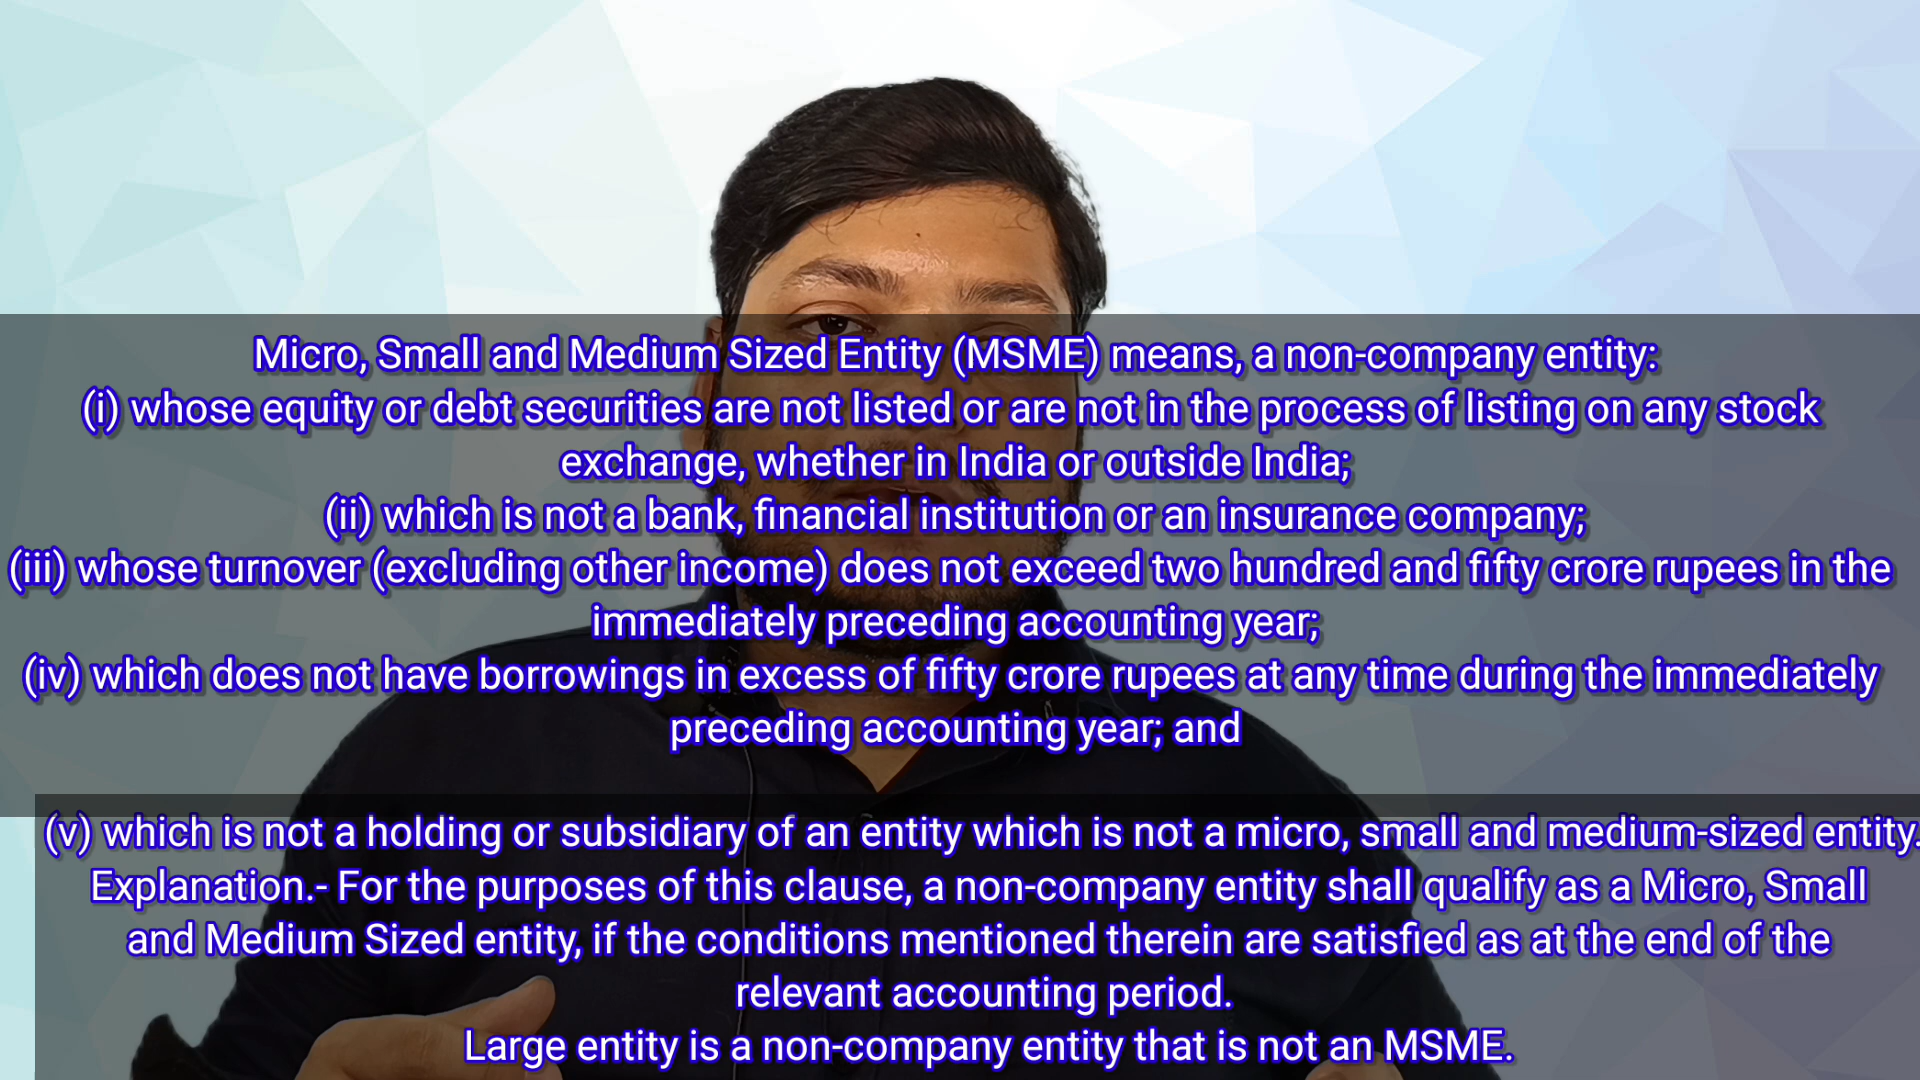 Micro, Small and Medium Sized Entity (MSME) means, a non-company entity:
(i) whose equity or debt securities are not listed or are not in the process of listing on any stock
exchange, whether in India or outside India;
(ii) which is not a bank, financial institution or an insurance company;
(iii) whose turnover (excluding other income) does not exceed two hundred and fifty crore rupees in the
immediately preceding accounting year;
(iv) which does not have borrowings in excess of fifty crore rupees at any time during the immediately
preceding accounting year; and
(v) which is not a holding or subsidiary of an entity which is not a micro, small and medium-sized entity.
Explanation.- For the purposes of this clause, a non-company entity shall qualify as a Micro, Small
and Medium Sized entity, if the conditions mentioned therein are satisfied as at the end of the
relevant accounting period.
Large entity is a non-company entity that is not an MSME.